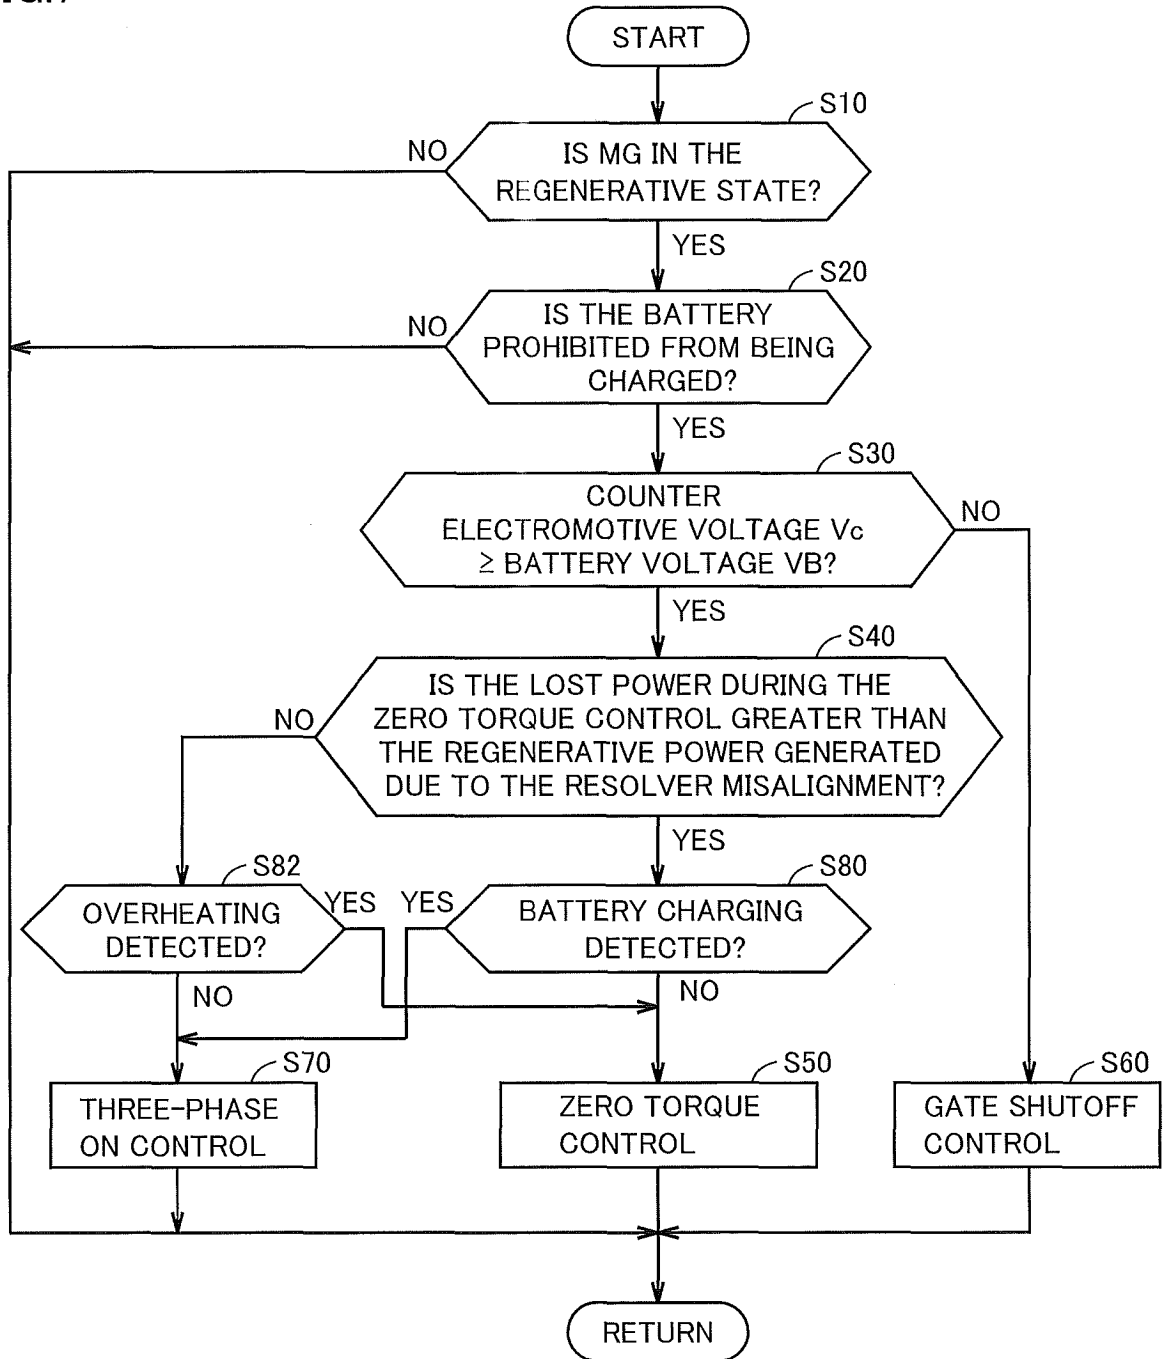 START
S10
NO
IS MG IN THE
REGENERATIVE STATE?
YES
S20
NO
IS THE BATTERY
PROHIBITED FROM BEING
CHARGED?
YES
S30
COUNTER
ELECTROMOTIVE VOLTAGE Vc
≥ BATTERY VOLTAGE VB?
NO
YES
S40
NO
IS THE LOST POWER DURING THE
ZERO TORQUE CONTROL GREATER THAN
THE REGENERATIVE POWER GENERATED
DUE TO THE RESOLVER MISALIGNMENT?
YES
S82
OVERHEATING
DETECTED?
YES
NO
S80
YES
BATTERY CHARGING
DETECTED?
NO
S70
THREE-PHASE
ON CONTROL
S50
ZERO TORQUE
CONTROL
S60
GATE SHUTOFF
CONTROL
RETURN